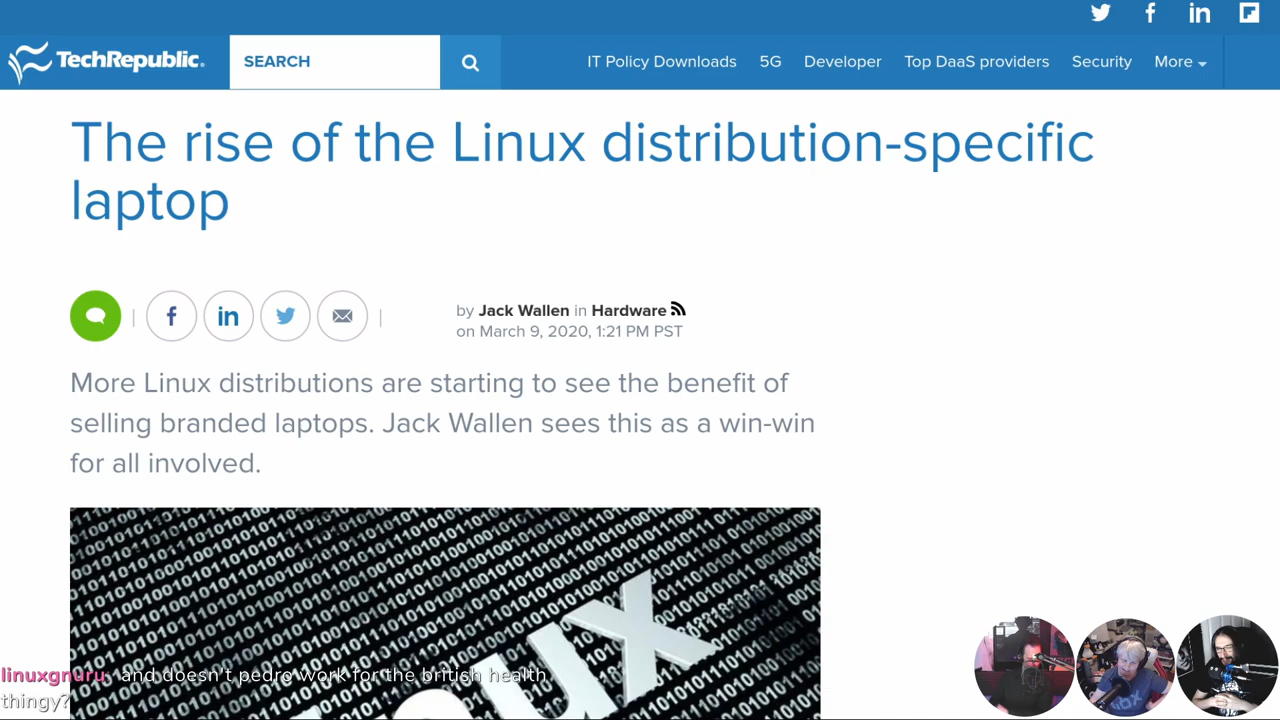 TechRepublic.
SEARCH
IT Policy Downloads 5G Developer Top DaaS providers Security More
The rise of the Linux distribution-specific
laptop
by Jack Wallen in Hardware
on March 9, 2020, 1:21 PM PST
More Linux distributions are starting to see the benefit of
selling branded laptops. Jack Wallen sees this as a win-win
for all involved.
linuxgnuru: and doesn't pedro work for the british health
thingy?